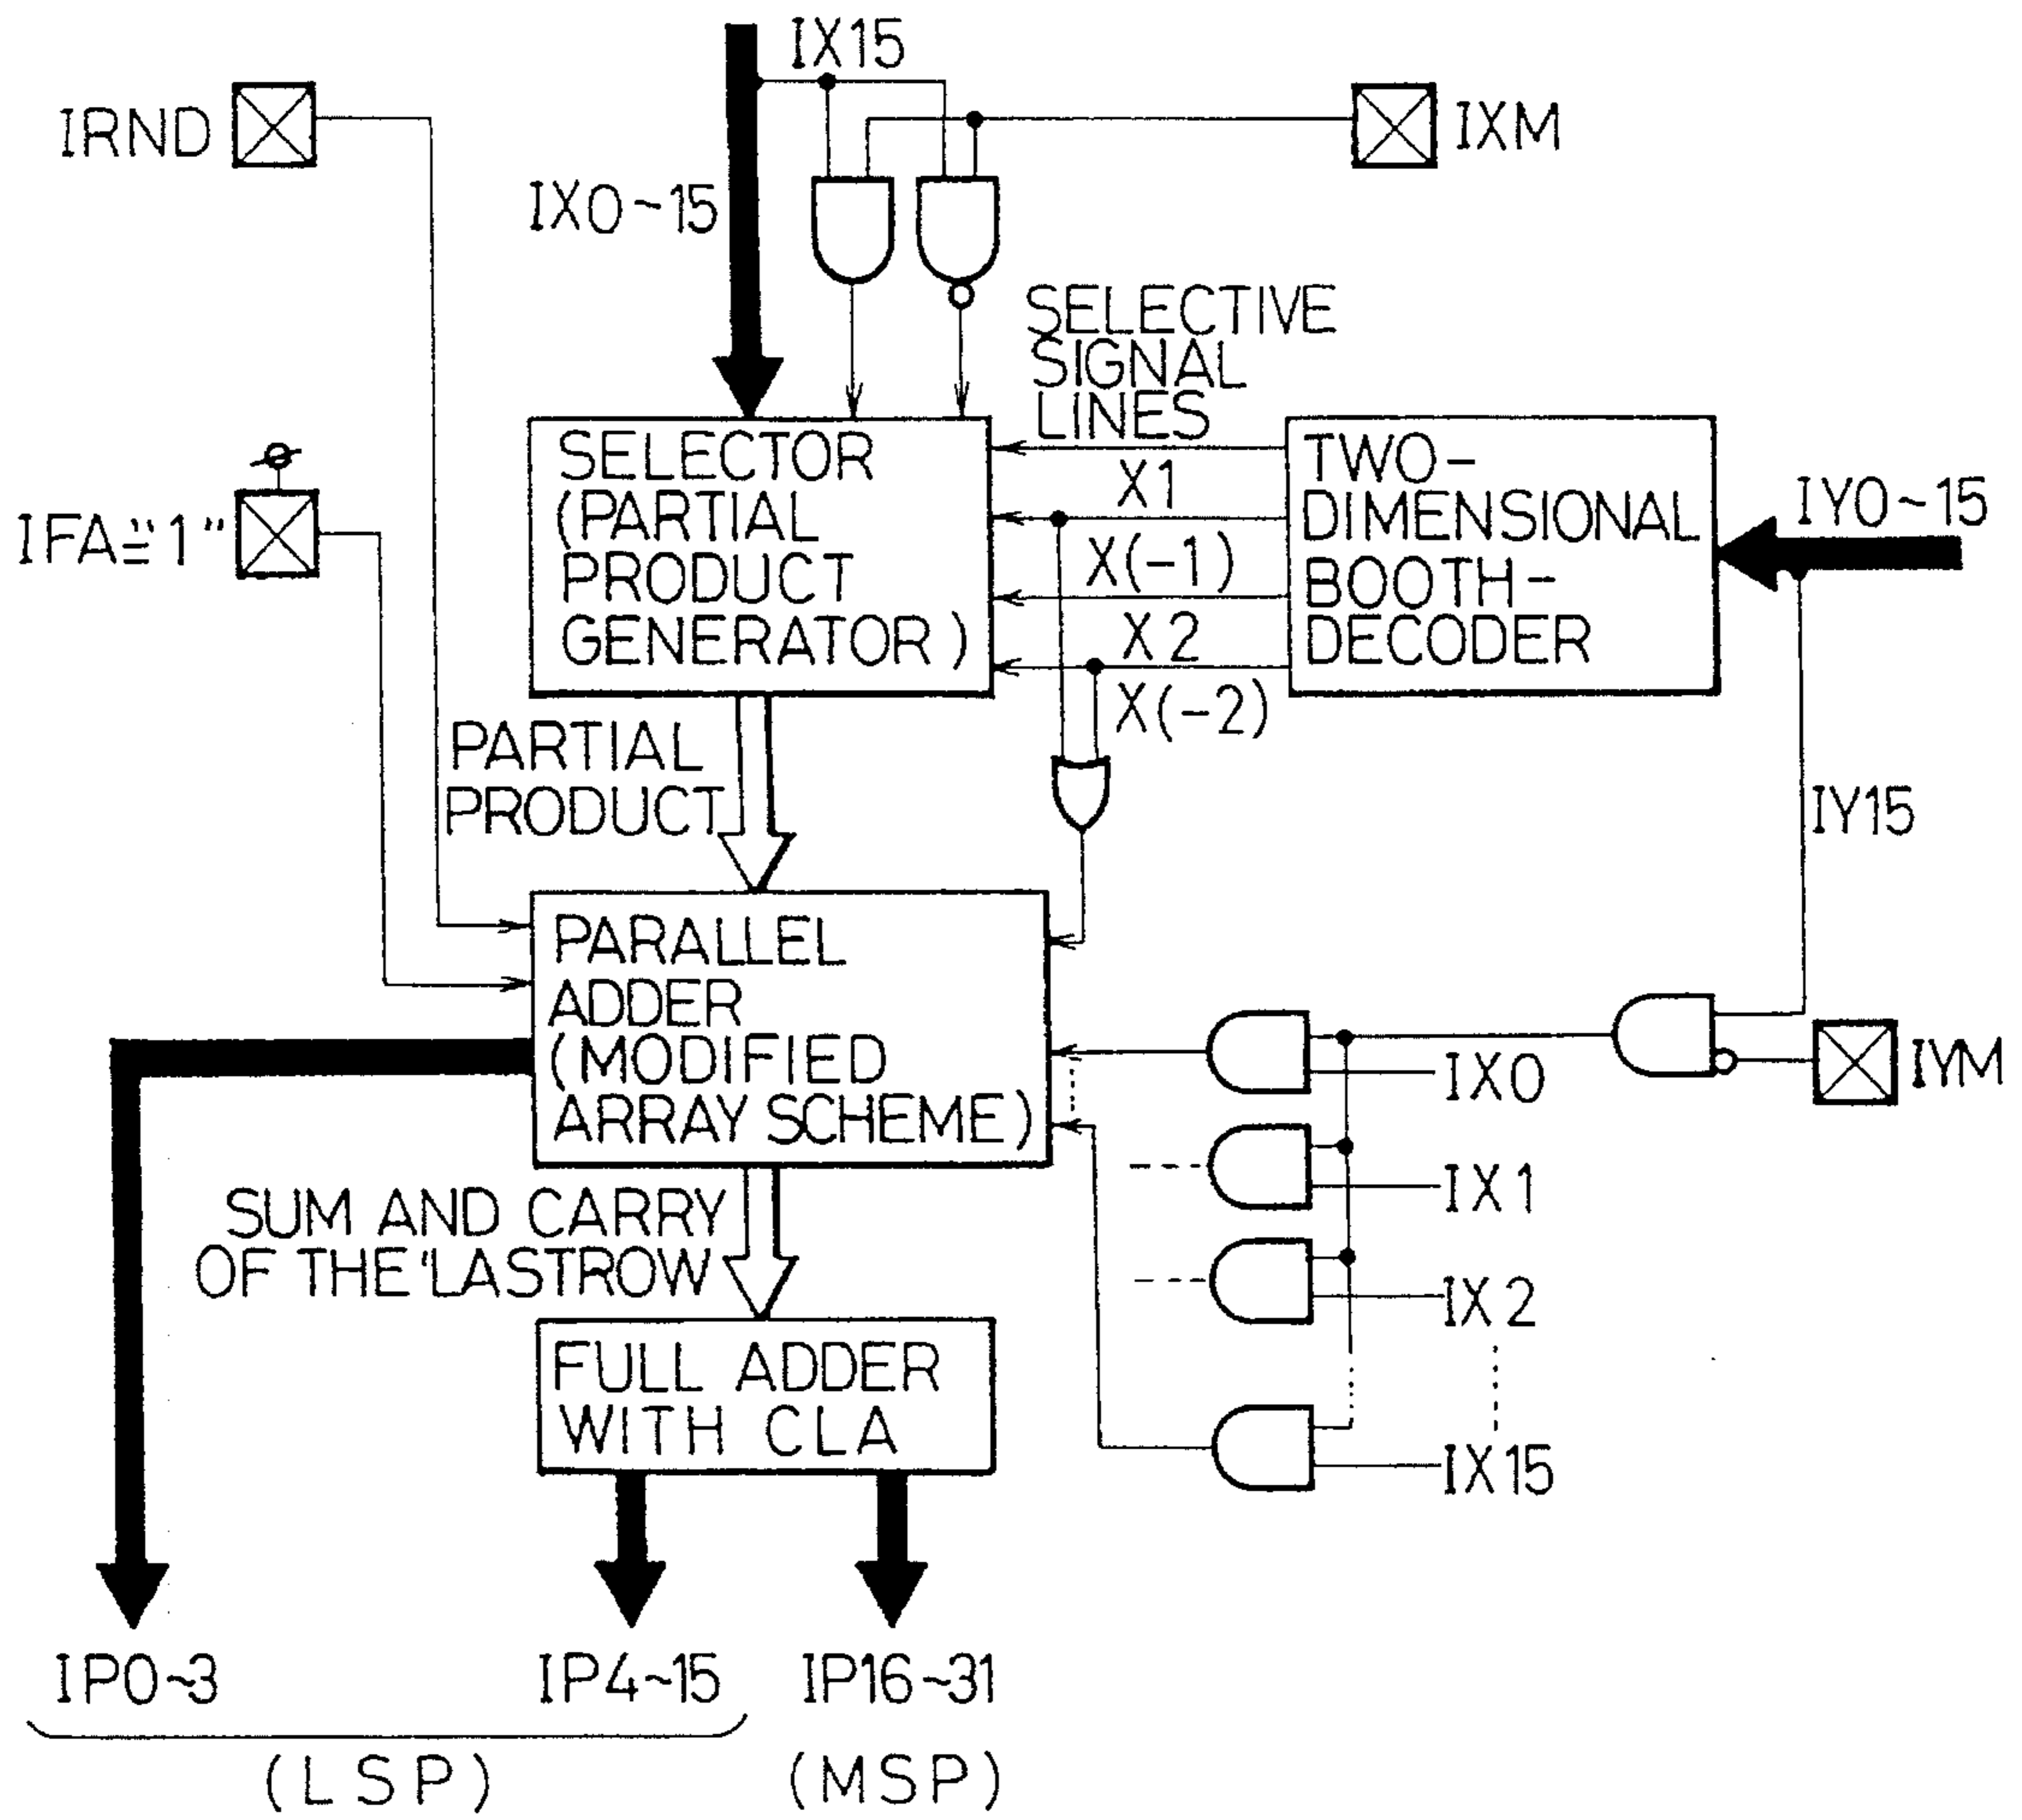 IX15
IRND
IXM
IX0~15
SELECTIVE
SIGNAL
LINES
SELECTOR
(PARTIAL
PRODUCT
GENERATOR)
X1
X(-1)
X2
X(-2)
TWO-
DIMENSIONAL
BOOTH-
DECODER
IY0~15
IFA≅"1"
PARTIAL
PRODUCT
IY15
PARALLEL
ADDER
(MODIFIED
ARRAY SCHEME)
IX0
IYM
IX1
IX2
IX15
SUM AND CARRY
OF THE'LASTROW
FULL ADDER
WITH CLA
IP0~3
IP4~15
IP16~31
(LSP)
(MSP)